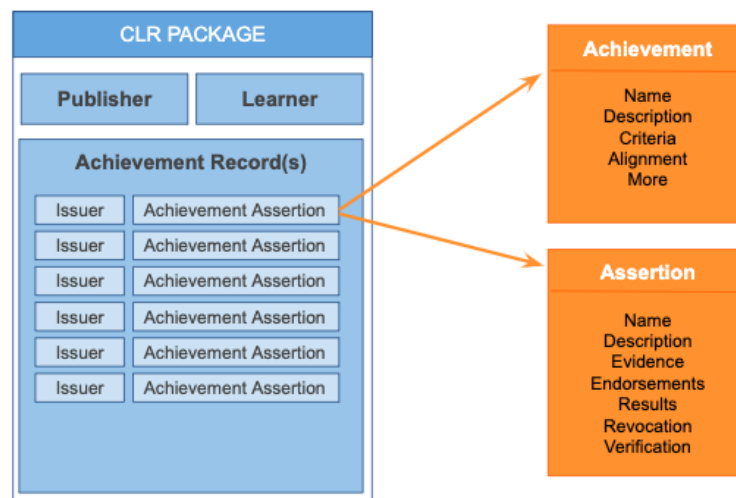 CLR PACKAGE
Publisher
Learner
Achievement Record(s)
Issuer
Achievement Assertion
Issuer
Achievement Assertion
Issuer
Achievement Assertion
Issuer
Achievement Assertion
Issuer
Achievement Assertion
Issuer
Achievement Assertion
Achievement
Name
Description
Criteria
Alignment
More
Assertion
Name
Description
Evidence
Endorsements
Results
Revocation
Verification